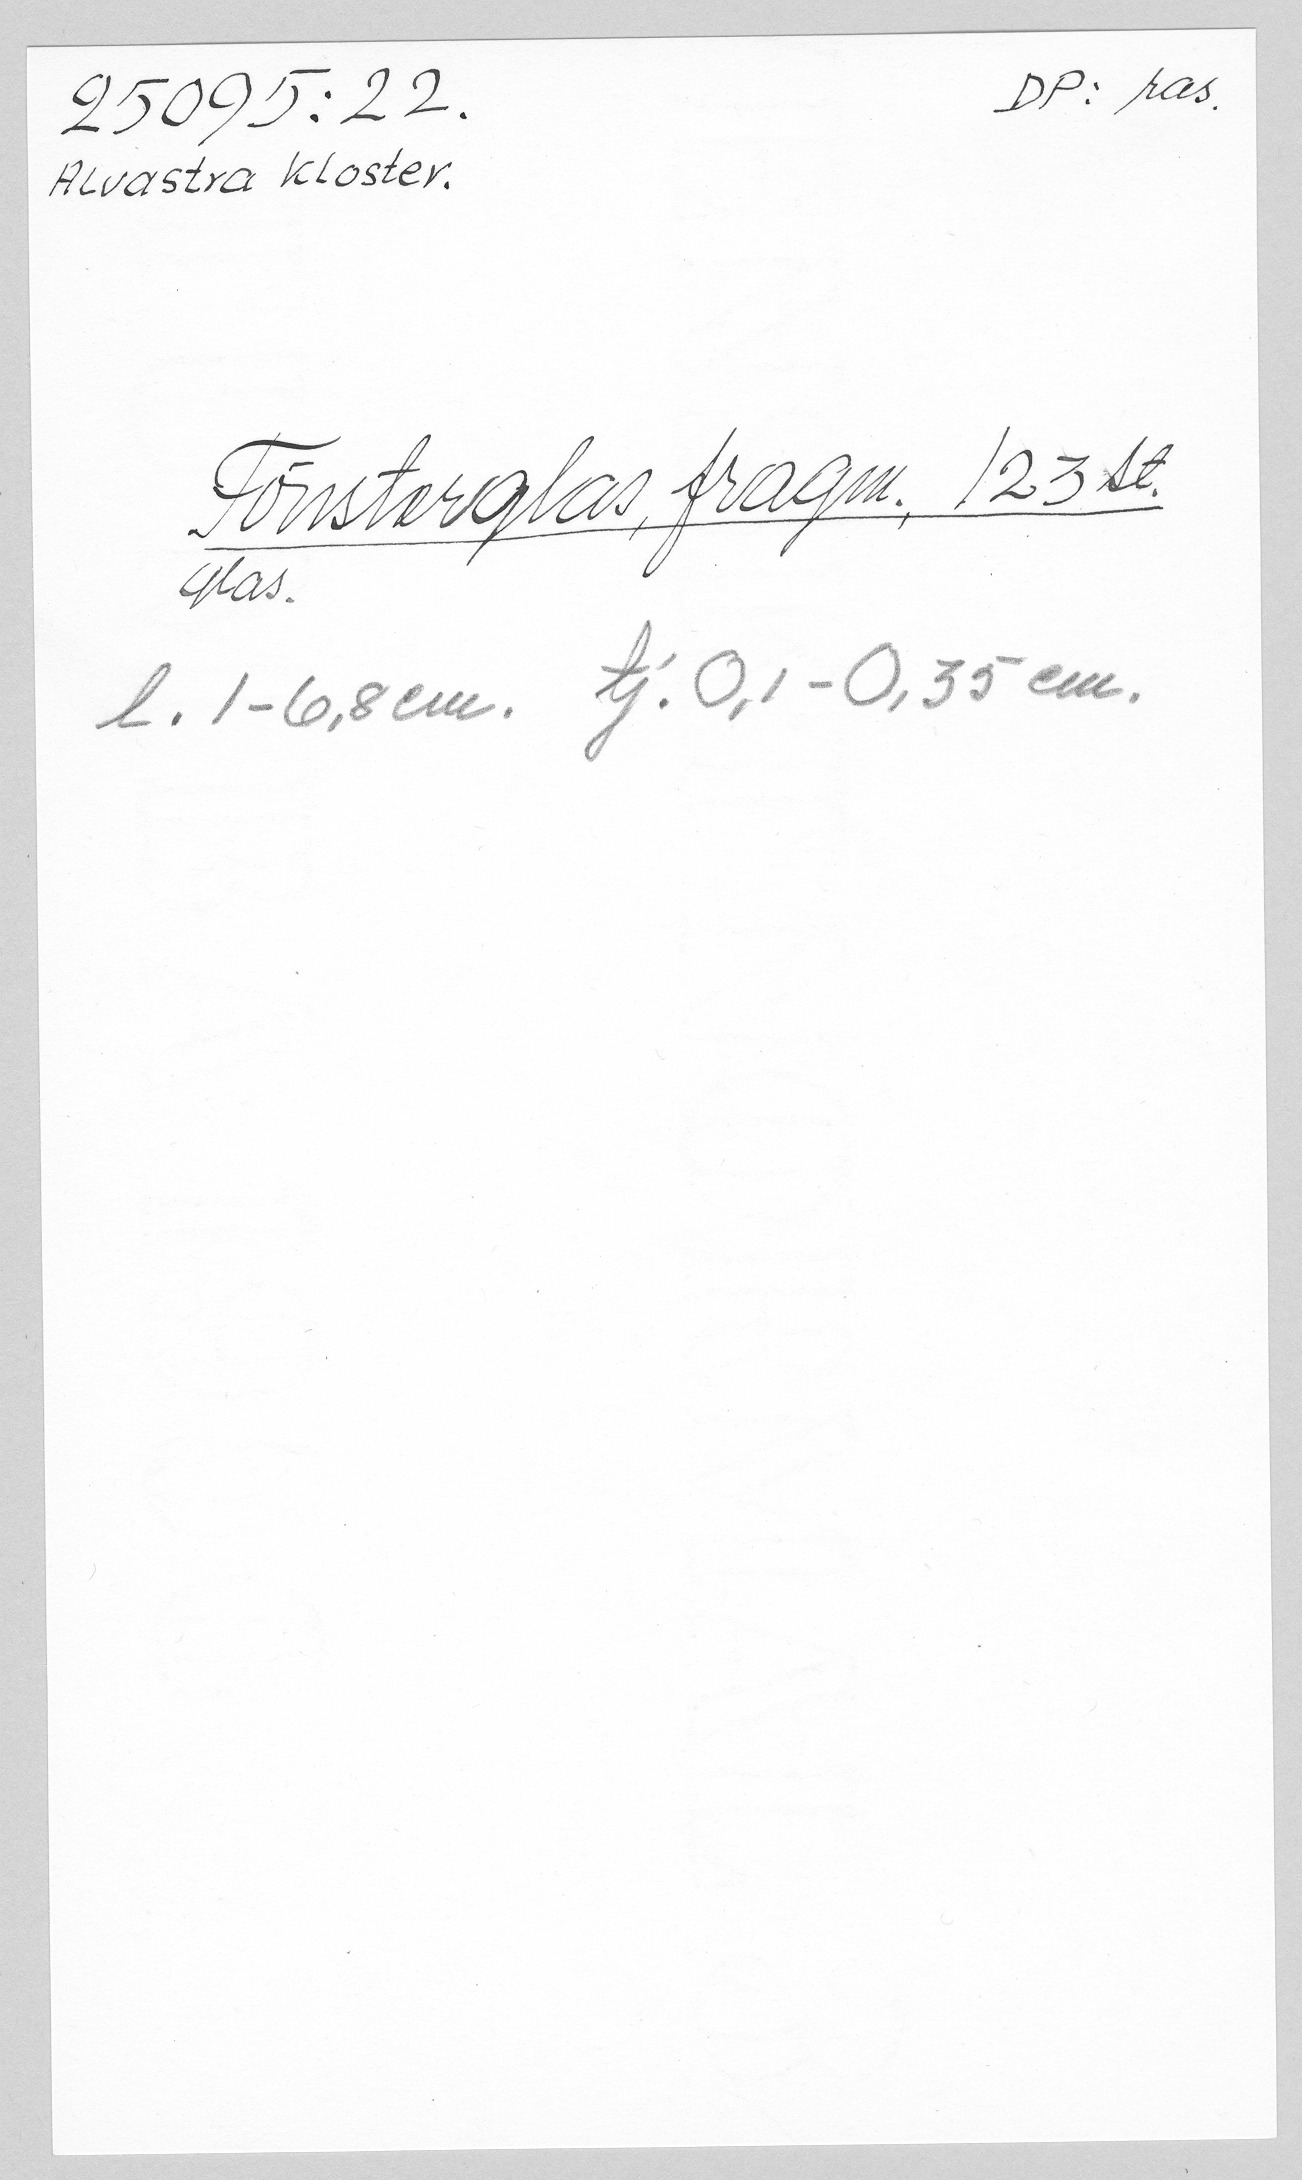 25095:22.
DP: ras.
Alvastra kloster.
Fönsterglas, fragm., 123 st.
glas.
l. 1-6,8 cm. tj. 0,1-0,35 cm.